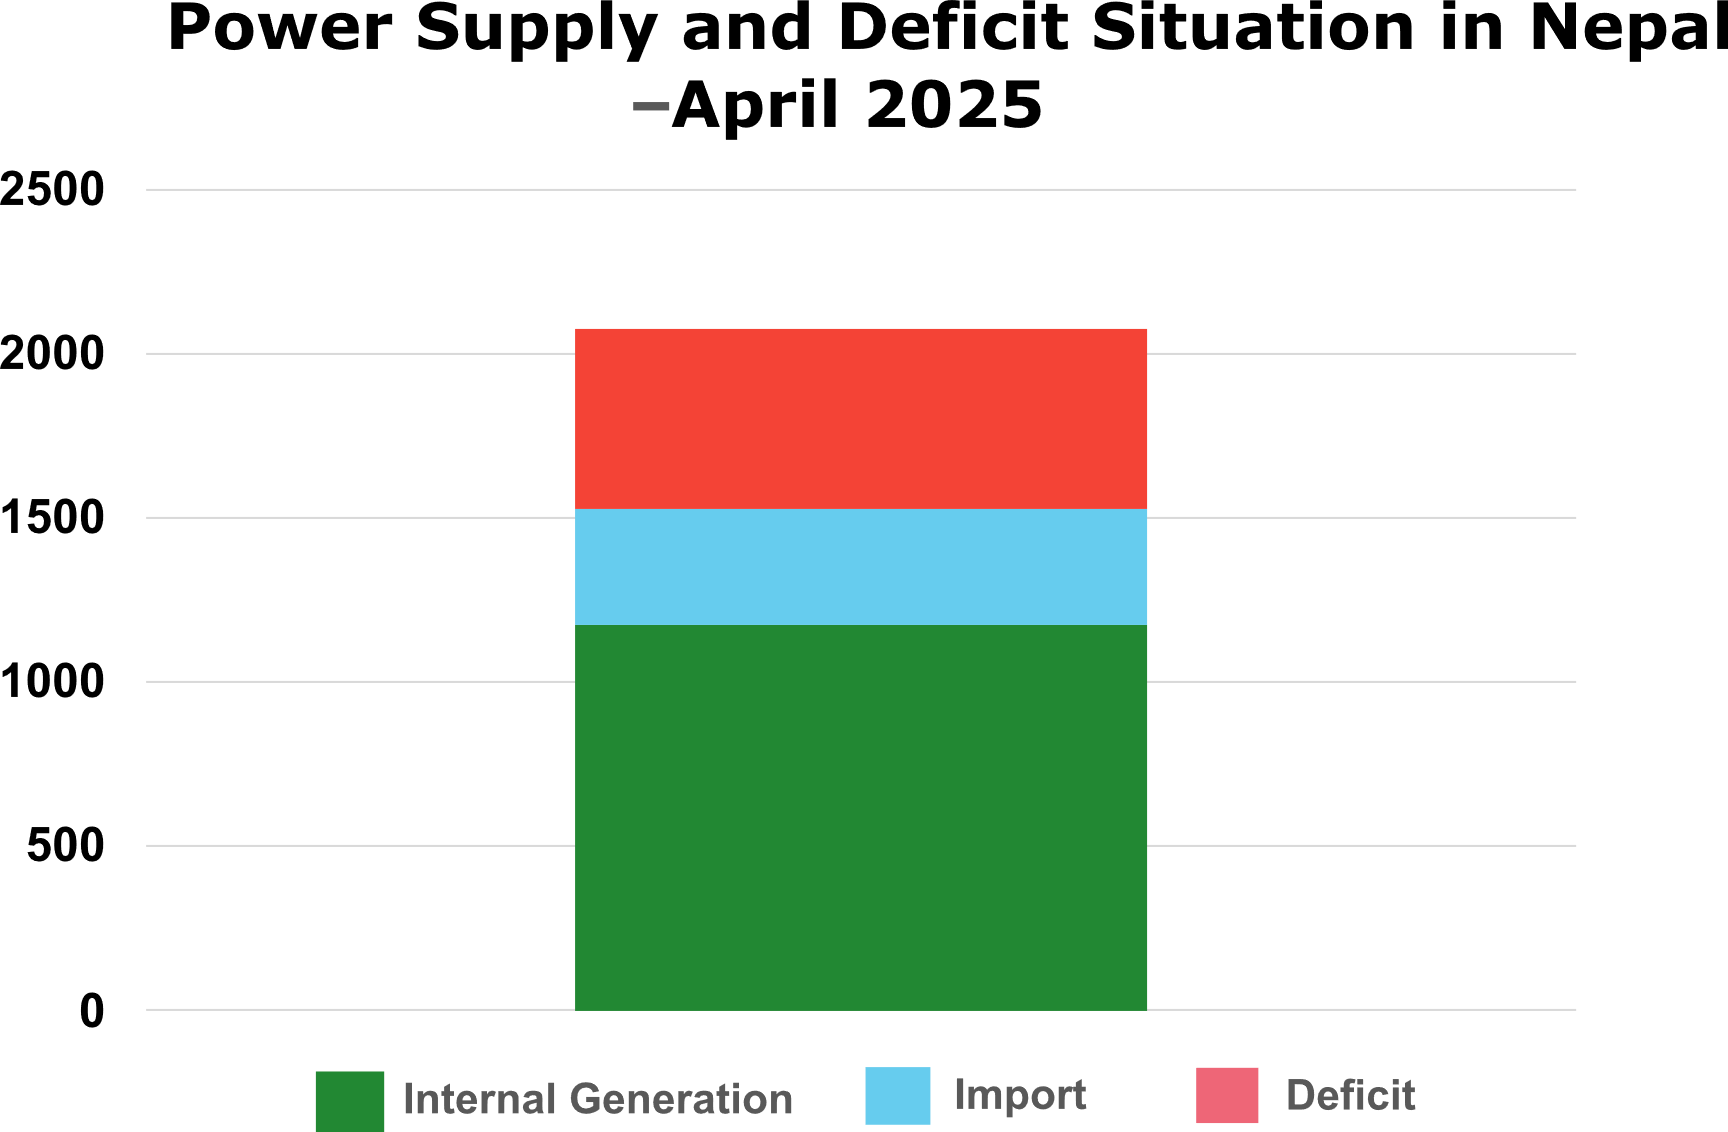 Power Supply and Deficit Situation in Nepal
–April 2025
2500
2000
1500
1000
500
0
Internal Generation
Import
Deficit